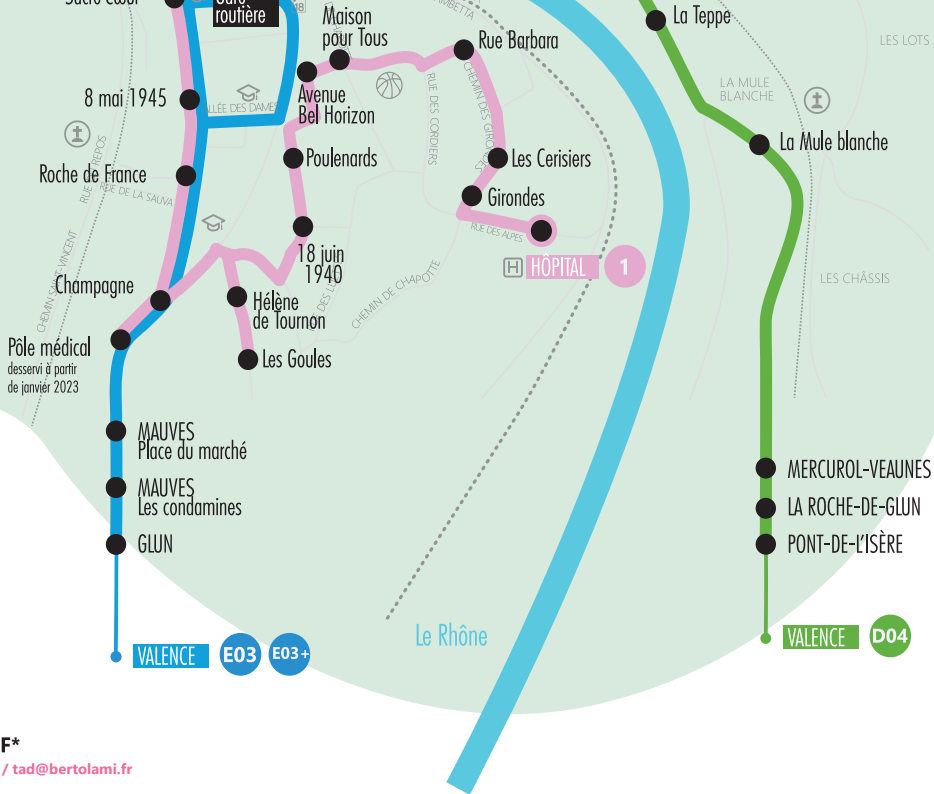 Sacré Cœur
Gare
routière
Maison
pour Tous
Rue Barbara
La Teppe
LES LOTS
8 mai 1945
ALLÉE DES DAMES
Avenue
Bel Horizon
RUE DES CORDIERS
LA MULE
BLANCHE
La Mule blanche
Poulenards
Les Cerisiers
Roche de France
RUE DE LA SAUVA
Girondes
RUE DES ALPES
18 juin
1940
H
HÔPITAL
1
LES CHÂSSIS
CHEMIN SAINT-VINCENT
Champagne
Hélène
de Tournon
CHEMIN DE CHAPOTTE
Pôle médical
desservi à partir
de janvier 2023
Les Goules
MAUVES
Place du marché
MAUVES
Les condamines
GLUN
MERCUROL-VEAUNES
LA ROCHE-DE-GLUN
PONT-DE-L'ISÈRE
Le Rhône
VALENCE
E03
E03+
VALENCE
D04
F*
/ tad@bertolami.fr